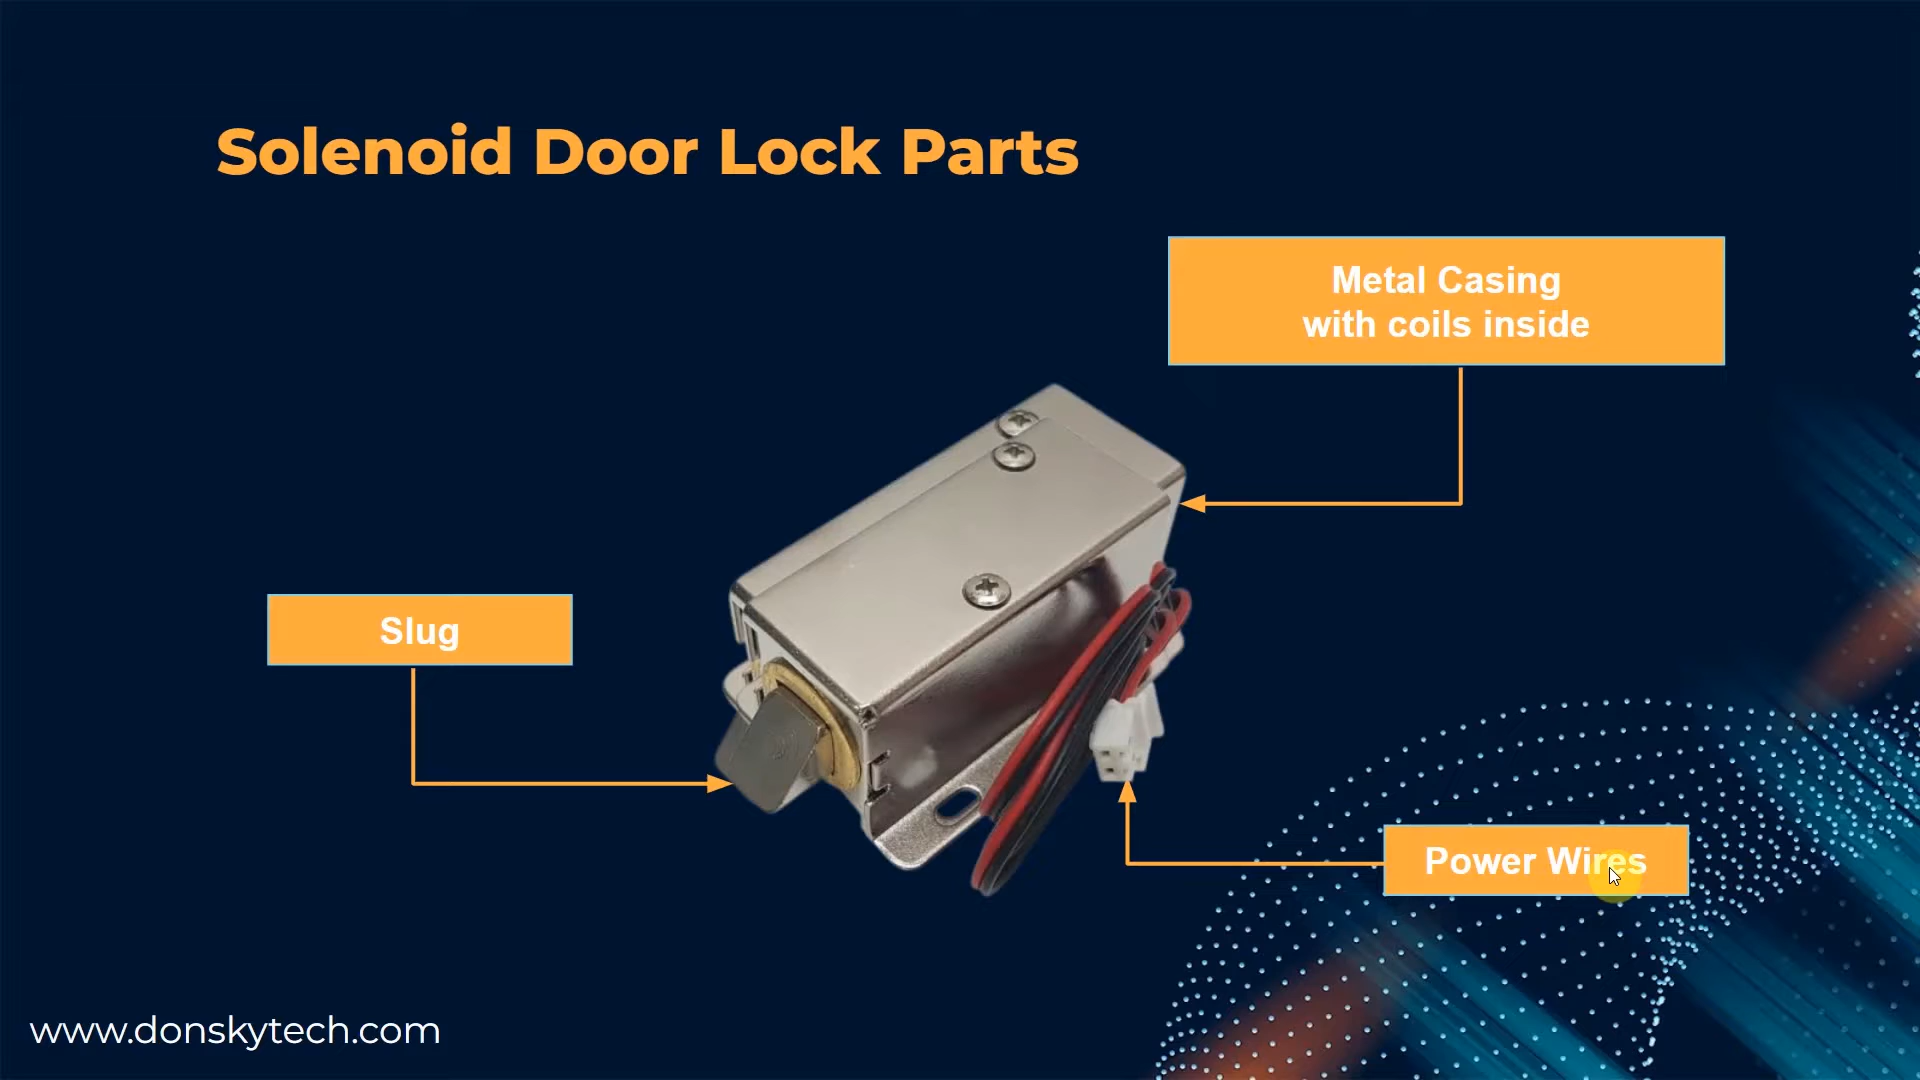 Solenoid Door Lock Parts
Metal Casing
with coils inside
Slug
Power Wires
www.donskytech.com